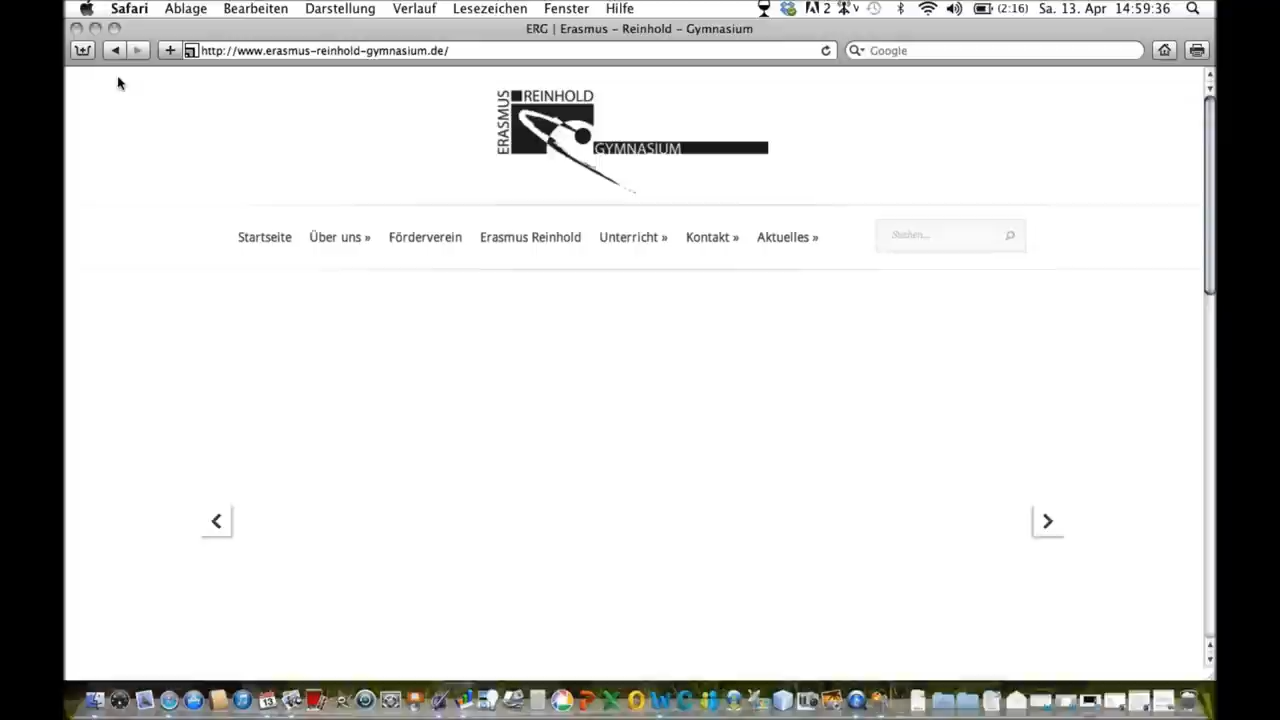 Safari Ablage Bearbeiten Darstellung Verlauf Lesezeichen Fenster Hilfe 2 (2:16) Sa. 13. Apr 14:59:36
ERG | Erasmus – Reinhold – Gymnasium
http://www.erasmus-reinhold-gymnasium.de/ Google
ERASMUS
REINHOLD
GYMNASIUM
Startseite Über uns » Förderverein Erasmus Reinhold Unterricht » Kontakt » Aktuelles » Suchen...